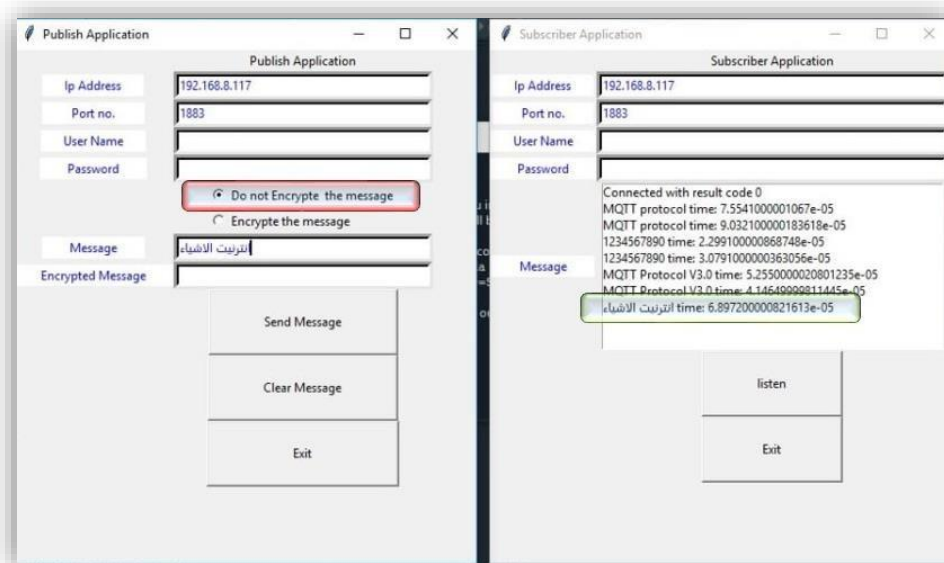 Publish Application
Publish Application
Ip Address 192.168.8.117
Port no. 1883
User Name
Password
Do not Encrypte the message
Encrypte the message
Message انترنيت الاشياء
Encrypted Message
Send Message
Clear Message
Exit
Subscriber Application
Subscriber Application
Ip Address 192.168.8.117
Port no. 1883
User Name
Password
Connected with result code 0
MQTT protocol time: 7.5541000001067e-05
MQTT protocol time: 9.032100000183618e-05
1234567890 time: 2.299100000868748e-05
1234567890 time: 3.0791000000363056e-05
Message
MQTT Protocol V3.0 time: 5.2550000020801235e-05
MQTT Protocol V3.0 time: 4.14649999811445e-05
انترنيت الاشياء time: 6.897200000821613e-05
listen
Exit